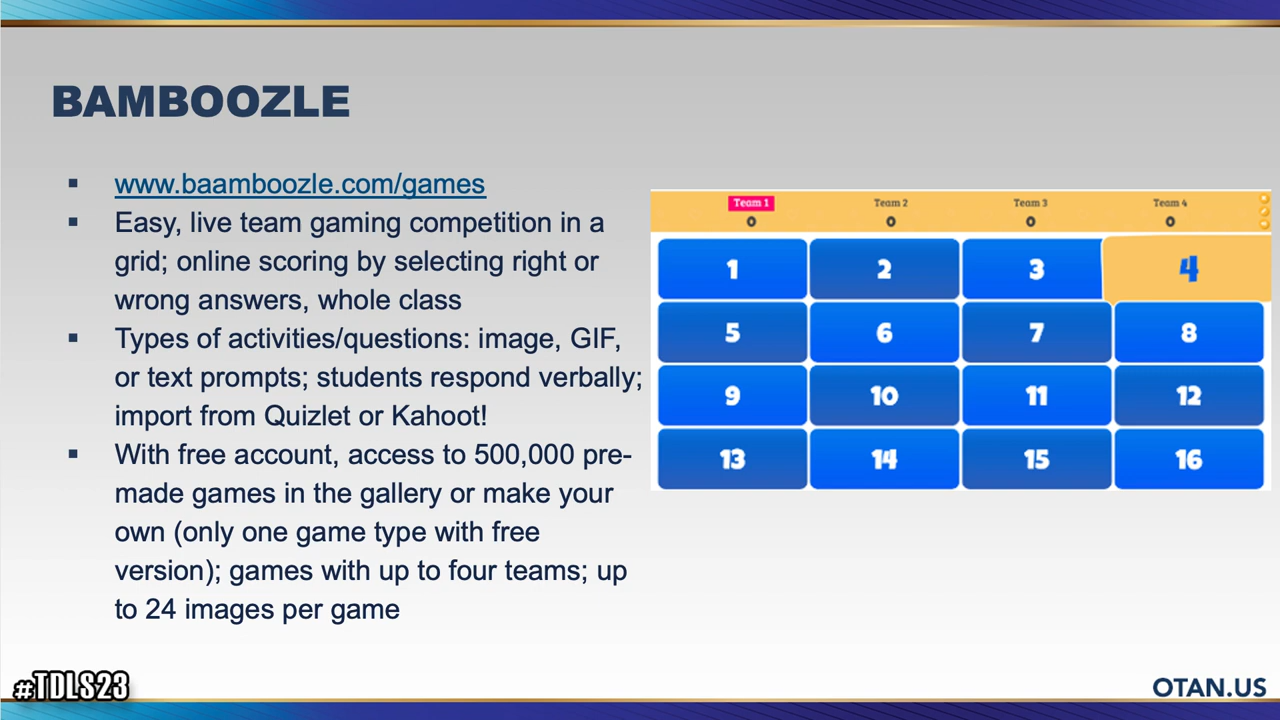 BAMBOOZLE
▪ www.baamboozle.com/games
▪ Easy, live team gaming competition in a
grid; online scoring by selecting right or
wrong answers, whole class
▪ Types of activities/questions: image, GIF,
or text prompts; students respond verbally;
import from Quizlet or Kahoot!
▪ With free account, access to 500,000 pre-
made games in the gallery or make your
own (only one game type with free
version); games with up to four teams; up
to 24 images per game
Team 1 Team 2 Team 3 Team 4
0 0 0 0
1 2 3 4
5 6 7 8
9 10 11 12
13 14 15 16
#TDLS23
OTAN.US